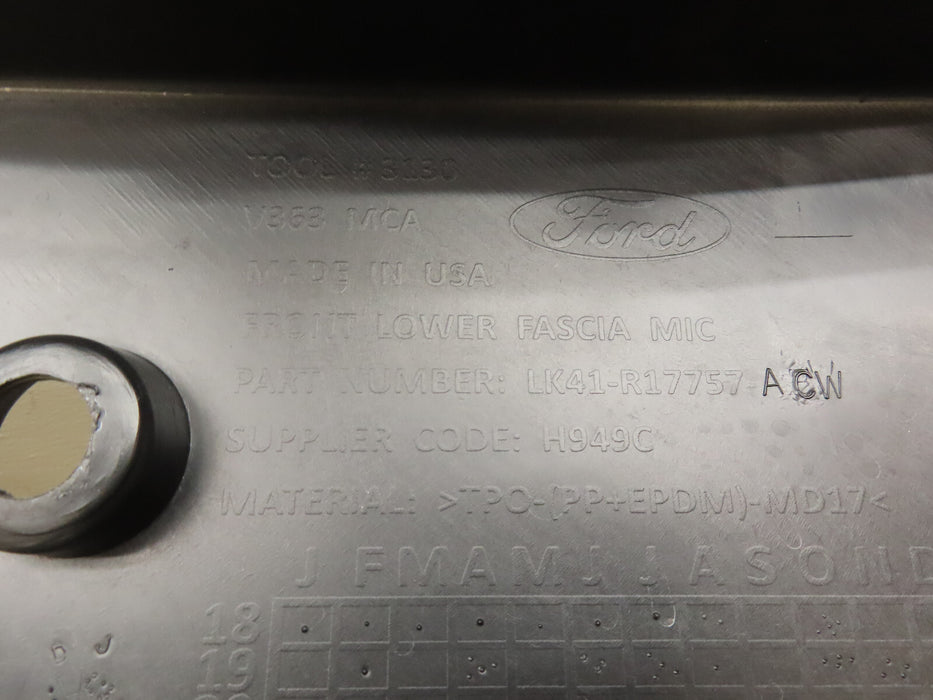 TOOL # 3130
V363 MCA
Ford
MADE IN USA
FRONT LOWER FASCIA MIC
PART NUMBER: LK41-R17757- ACW
SUPPLIER CODE: H949C
MATERIAL: >TPO-(PP+EPDM)-MD17<
J F M A M J J A S O N D
18
19